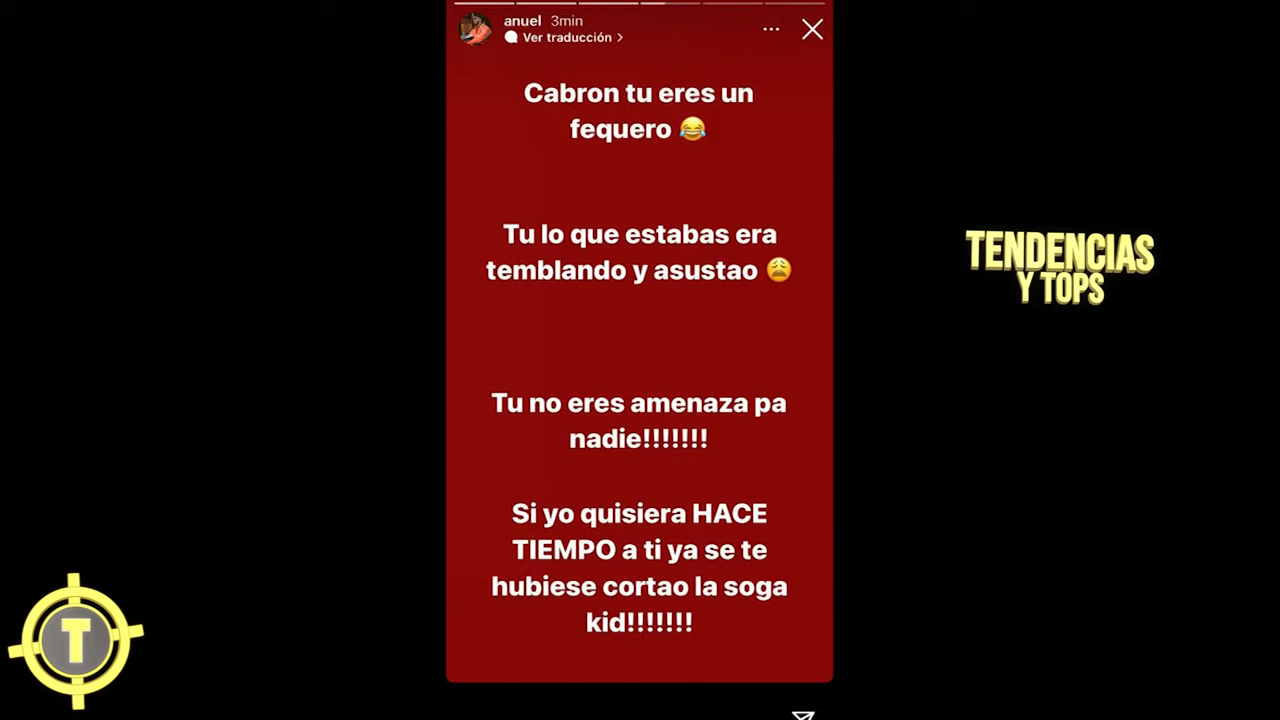 anuel 3min
Ver traducción >
Cabron tu eres un
fequero 😂
Tu lo que estabas era
temblando y asustao 😩
Tu no eres amenaza pa
nadie!!!!!!!
Si yo quisiera HACE
TIEMPO a ti ya se te
hubiese cortao la soga
kid!!!!!!!
TENDENCIAS
Y TOPS
T